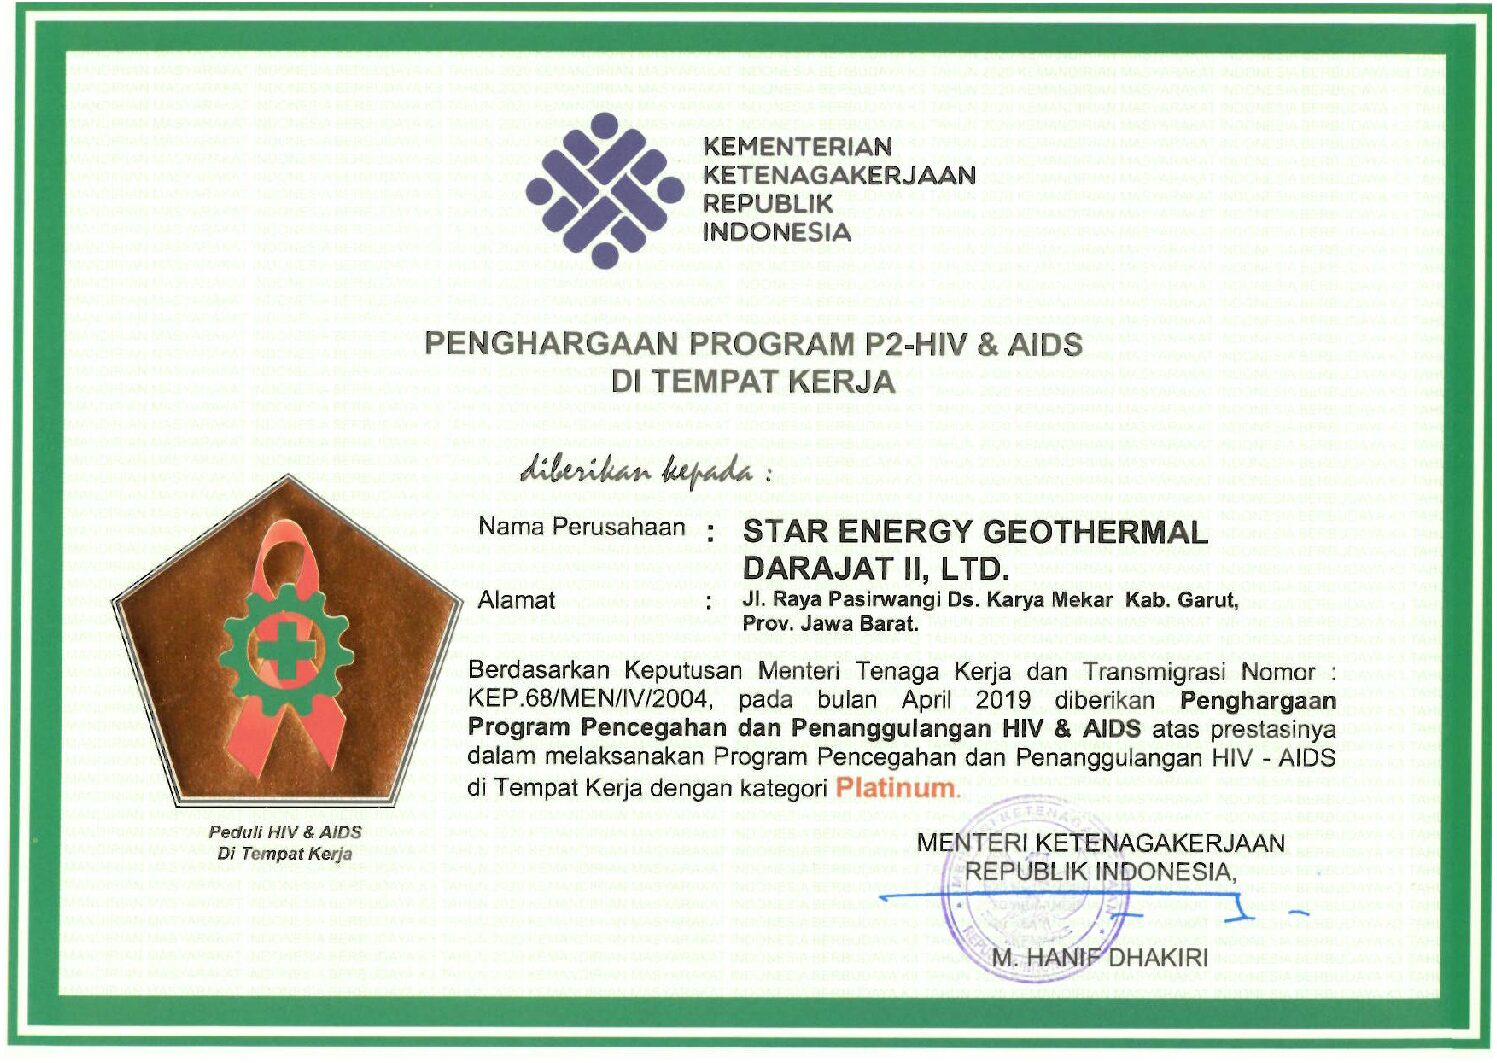 KEMENTERIAN
KETENAGAKERJAAN
REPUBLIK
INDONESIA
PENGHARGAAN PROGRAM P2-HIV & AIDS
DI TEMPAT KERJA
diberikan kepada :
Nama Perusahaan : STAR ENERGY GEOTHERMAL
DARAJAT II, LTD.
Alamat : Jl. Raya Pasirwangi Ds. Karya Mekar Kab. Garut,
Prov. Jawa Barat.
Berdasarkan Keputusan Menteri Tenaga Kerja dan Transmigrasi Nomor :
KEP.68/MEN/IV/2004, pada bulan April 2019 diberikan Penghargaan
Program Pencegahan dan Penanggulangan HIV & AIDS atas prestasinya
dalam melaksanakan Program Pencegahan dan Penanggulangan HIV - AIDS
di Tempat Kerja dengan kategori Platinum.
Peduli HIV & AIDS
Di Tempat Kerja
MENTERI KETENAGAKERJAAN
REPUBLIK INDONESIA,
M. HANIF DHAKIRI